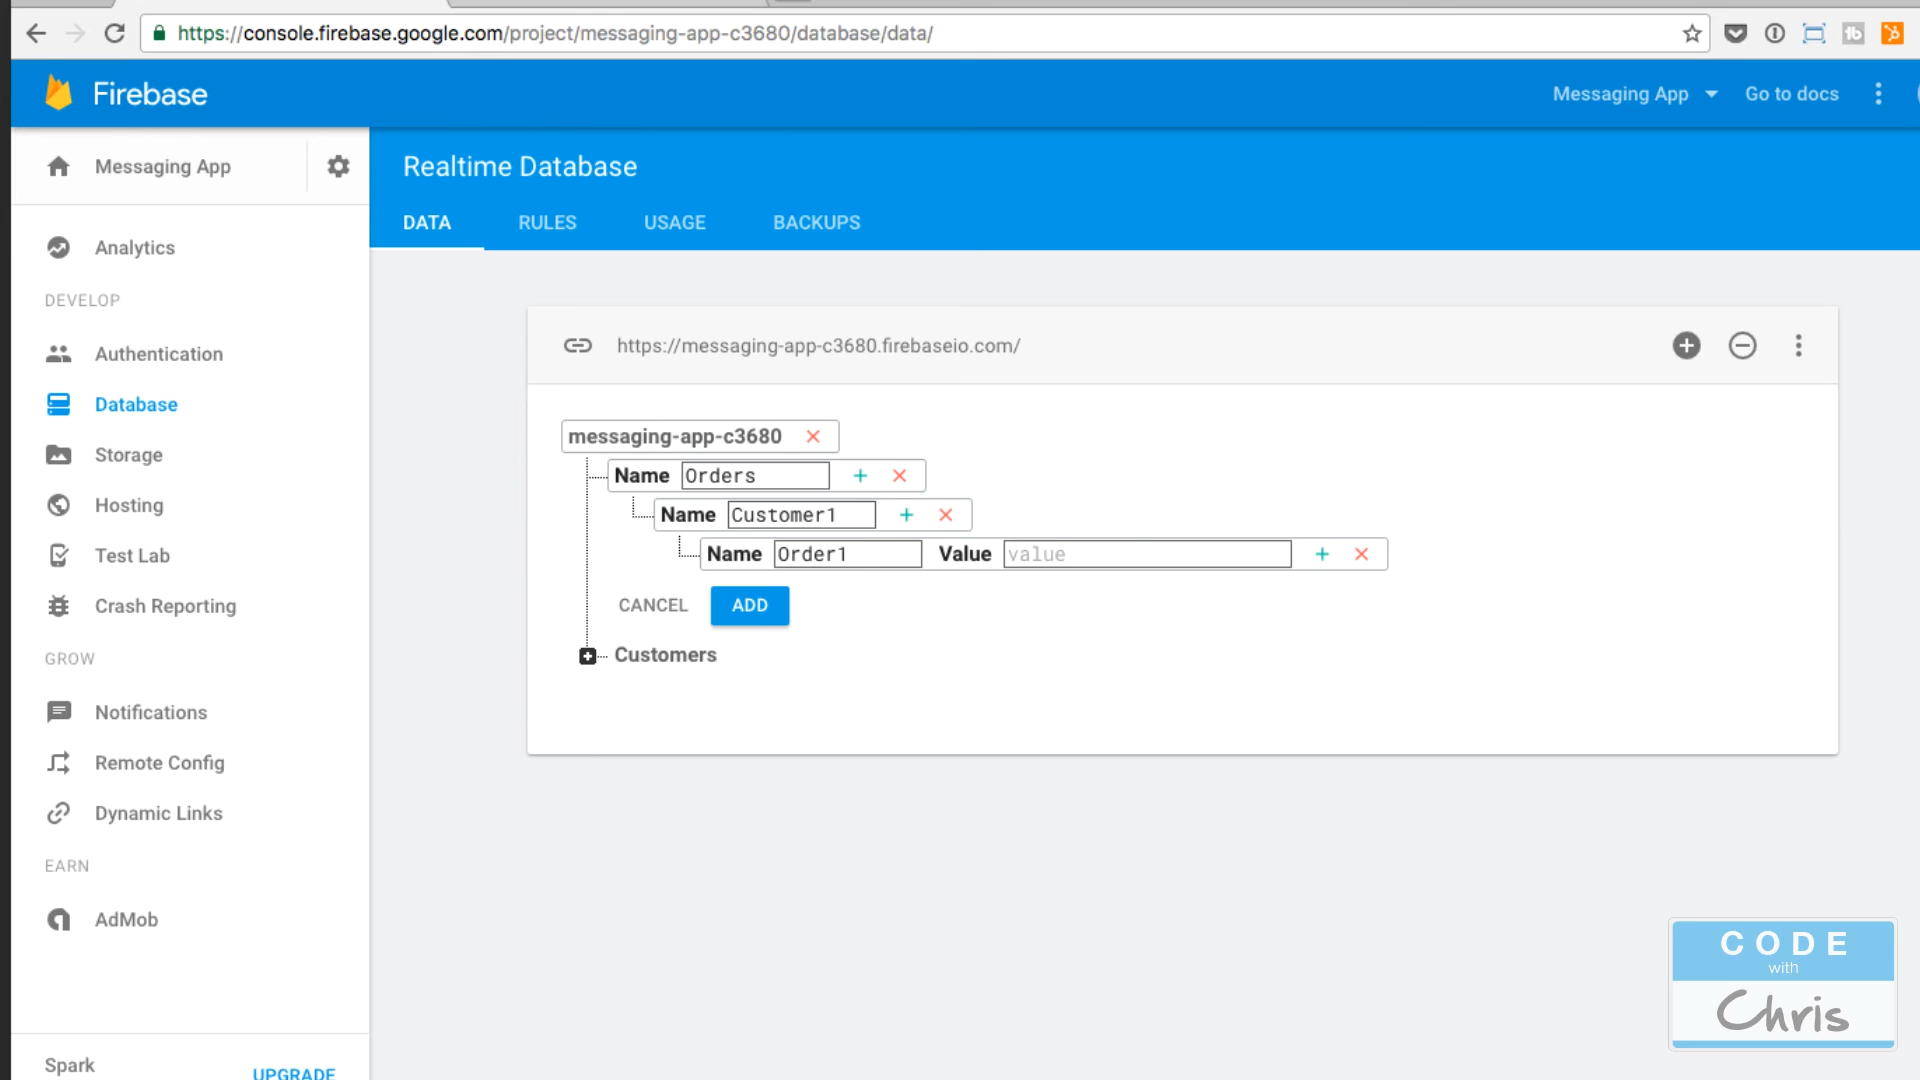 https://console.firebase.google.com/project/messaging-app-c3680/database/data/
Firebase
Messaging App
Go to docs
Messaging App
Realtime Database
DATA RULES USAGE BACKUPS
Analytics
DEVELOP
Authentication
Database
Storage
Hosting
Test Lab
Crash Reporting
GROW
Notifications
Remote Config
Dynamic Links
EARN
AdMob
Spark
UPGRADE
https://messaging-app-c3680.firebaseio.com/
messaging-app-c3680
Name Orders
Name Customer1
Name Order1 Value value
CANCEL ADD
Customers
CODE
with
Chris